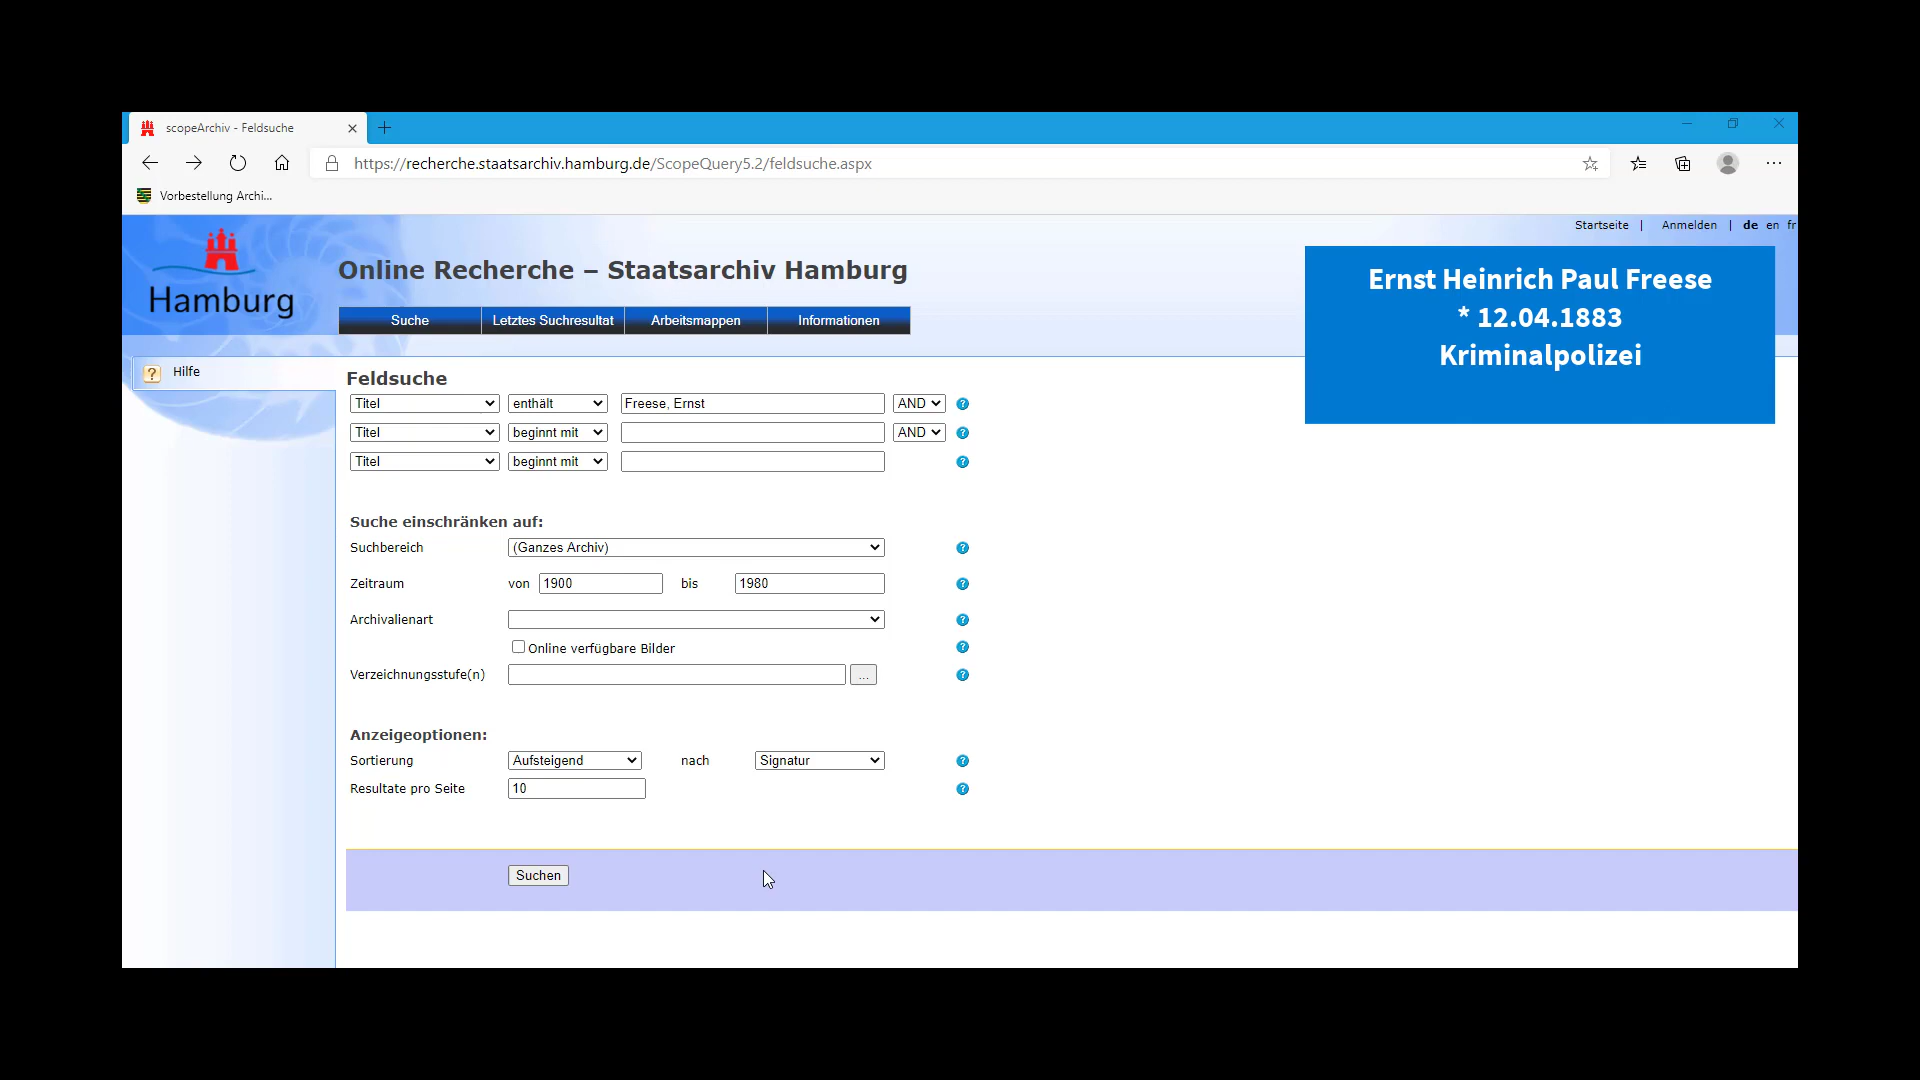 scopeArchiv - Feldsuche
https://recherche.staatsarchiv.hamburg.de/ScopeQuery5.2/feldsuche.aspx
Vorbestellung Archi...
Startseite | Anmelden | de en fr
Hamburg
Online Recherche – Staatsarchiv Hamburg
Suche Letztes Suchresultat Arbeitsmappen Informationen
Ernst Heinrich Paul Freese
* 12.04.1883
Kriminalpolizei
? Hilfe
Feldsuche
Titel enthält Freese, Ernst AND ?
Titel beginnt mit AND ?
Titel beginnt mit ?
Suche einschränken auf:
Suchbereich (Ganzes Archiv) ?
Zeitraum von 1900 bis 1980 ?
Archivalienart ?
Online verfügbare Bilder ?
Verzeichnungsstufe(n) ... ?
Anzeigeoptionen:
Sortierung Aufsteigend nach Signatur ?
Resultate pro Seite 10 ?
Suchen